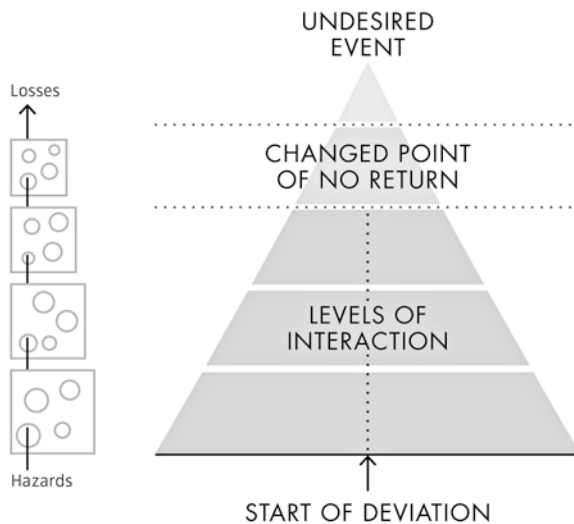 UNDESIRED
EVENT
Losses
CHANGED POINT
OF NO RETURN
LEVELS OF
INTERACTION
Hazards
START OF DEVIATION